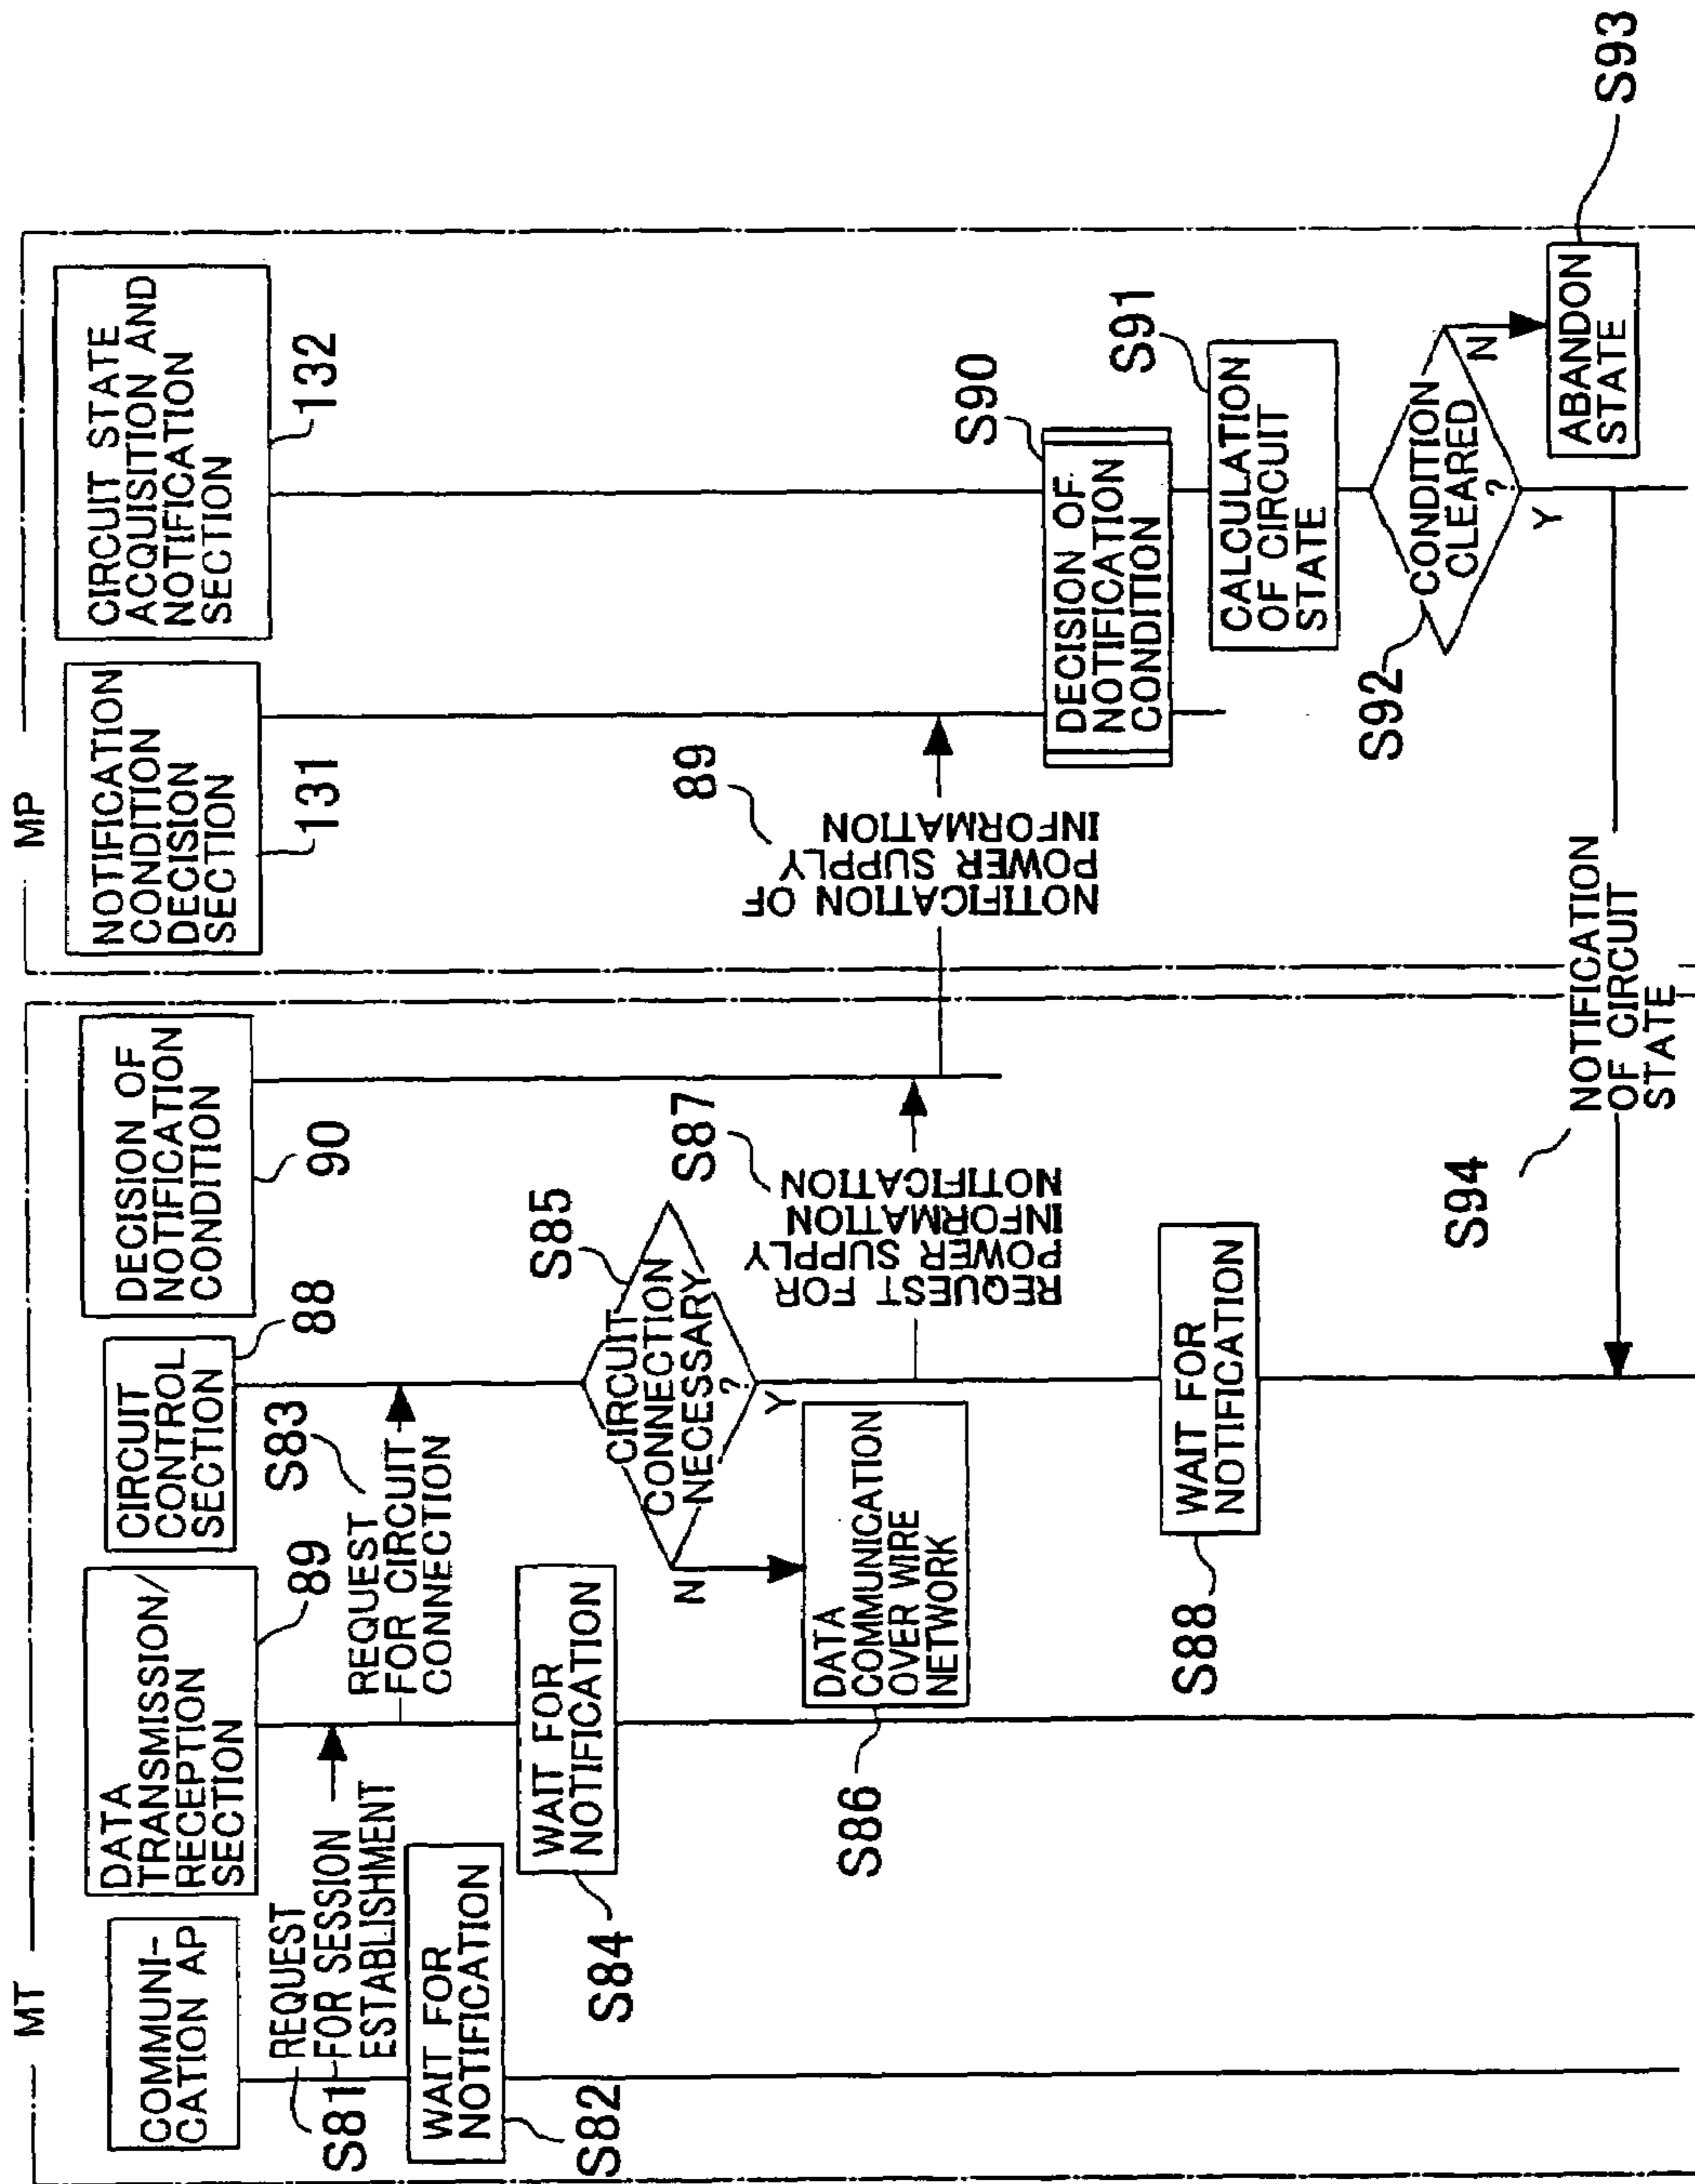 MT
MP
COMMUNI-
CATION AP
DATA
TRANSMISSION/
RECEPTION
SECTION
89
CIRCUIT
CONTROL
SECTION
88
DECISION OF
NOTIFICATION
CONDITION
90
NOTIFICATION
CONDITION
DECISION
SECTION
131
CIRCUIT STATE
ACQUISITION AND
NOTIFICATION
SECTION
132
REQUEST
FOR SESSION
ESTABLISHMENT
S81
WAIT FOR
NOTIFICATION
S82
REQUEST
FOR CIRCUIT
CONNECTION
S83
WAIT FOR
NOTIFICATION
S84
CIRCUIT
CONNECTION
NECESSARY
?
S85
N
Y
DATA
COMMUNICATION
OVER WIRE
NETWORK
S86
REQUEST FOR
POWER SUPPLY
INFORMATION
NOTIFICATION
S87
WAIT FOR
NOTIFICATION
S88
NOTIFICATION OF
POWER SUPPLY
INFORMATION
89
DECISION OF
NOTIFICATION
CONDITION
S90
CALCULATION
OF CIRCUIT
STATE
S91
CONDITION
CLEARED
?
S92
N
Y
ABANDON
STATE
S93
NOTIFICATION
OF CIRCUIT
STATE
S94